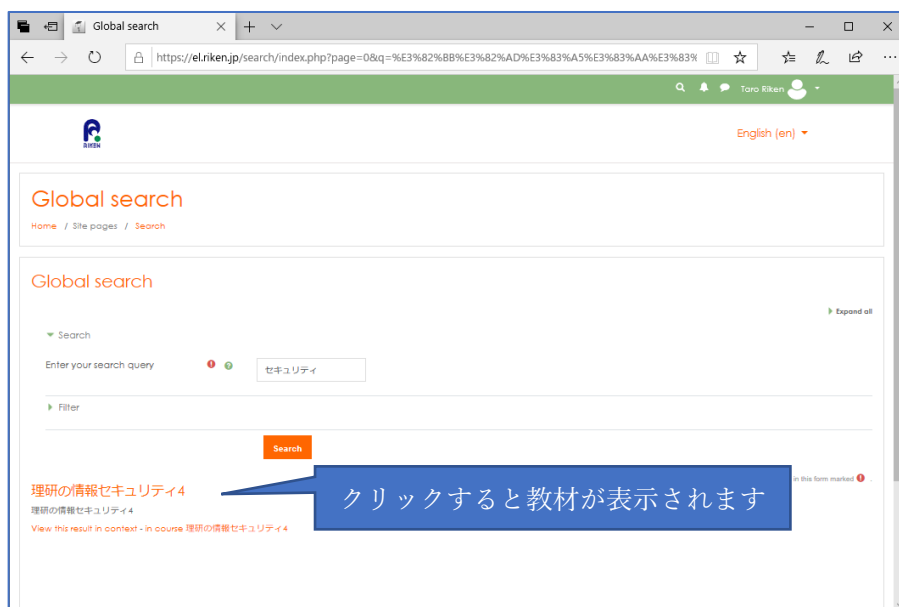 Global search
https://el.riken.jp/search/index.php?page=0&q=%E3%82%BB%E3%82%AD%E3%83%A5%E3%83%AA%E3%83%
Taro Riken
RIKEN
English (en)
Global search
Home / Site pages / Search
Global search
Expand all
Search
Enter your search query
セキュリティ
Filter
Search
in this form marked
理研の情報セキュリティ4
クリックすると教材が表示されます
理研の情報セキュリティ4
View this result in context - in course 理研の情報セキュリティ4